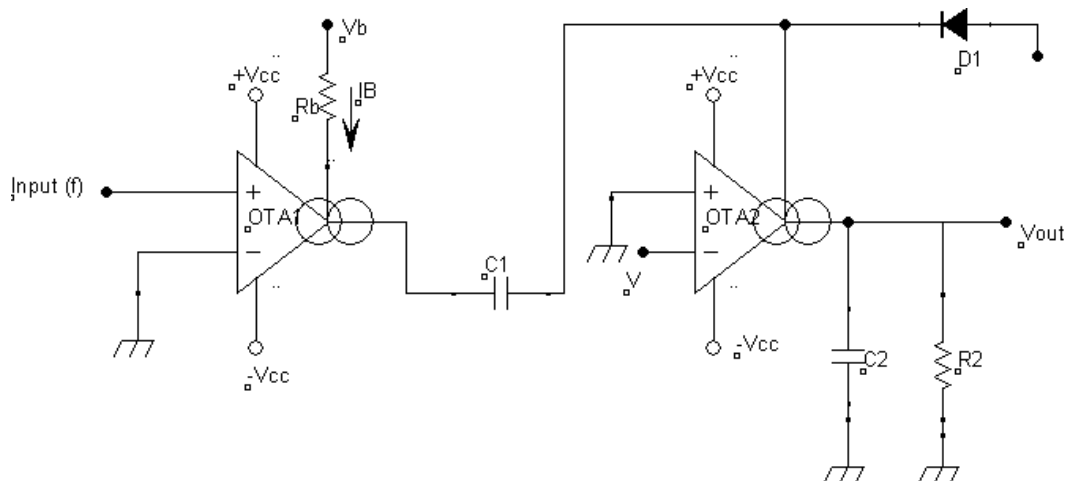 Vb
+Vcc
Rb
IB
+Vcc
D1
Input (f)
+
OTA1
-
+
OTA2
-
Vout
C1
V
-Vcc
-Vcc
C2
R2